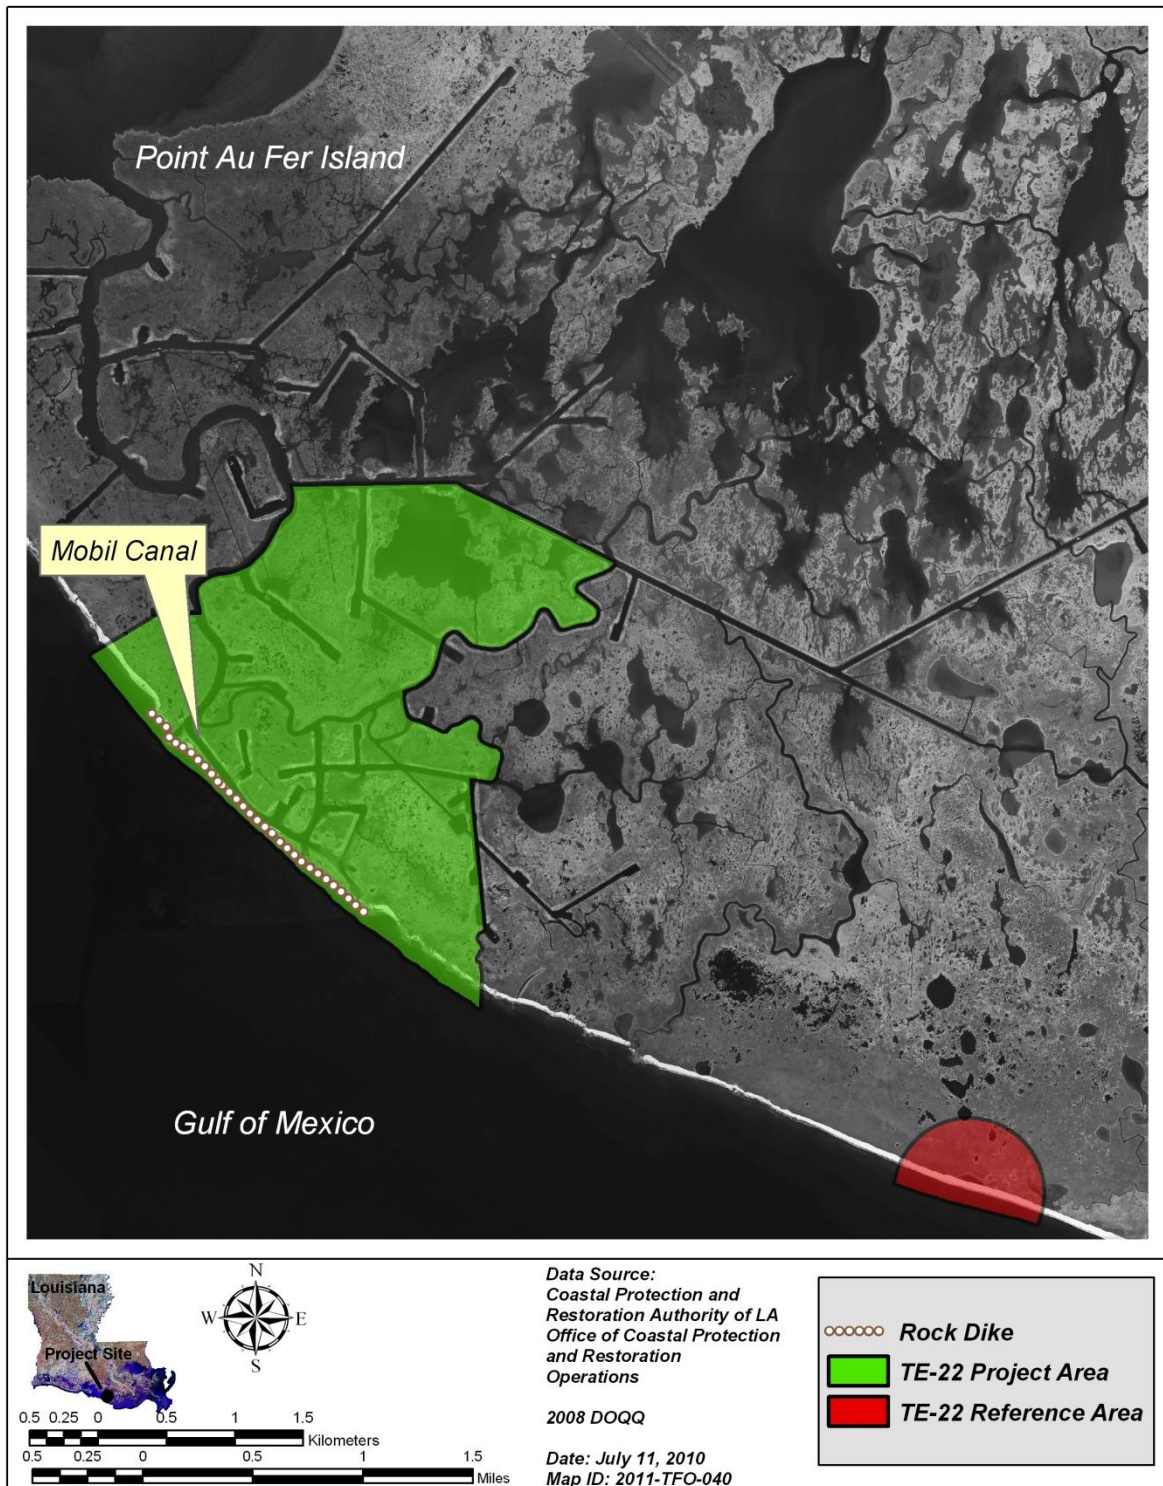 Point Au Fer Island
Mobil Canal
Gulf of Mexico
Louisiana
Project Site
N
W E
S
0.5 0.25 0 0.5 1 1.5
Kilometers
0.5 0.25 0 0.5 1 1.5
Miles
Data Source:
Coastal Protection and
Restoration Authority of LA
Office of Coastal Protection
and Restoration
Operations
2008 DOQQ
Date: July 11, 2010
Map ID: 2011-TFO-040
Rock Dike
TE-22 Project Area
TE-22 Reference Area